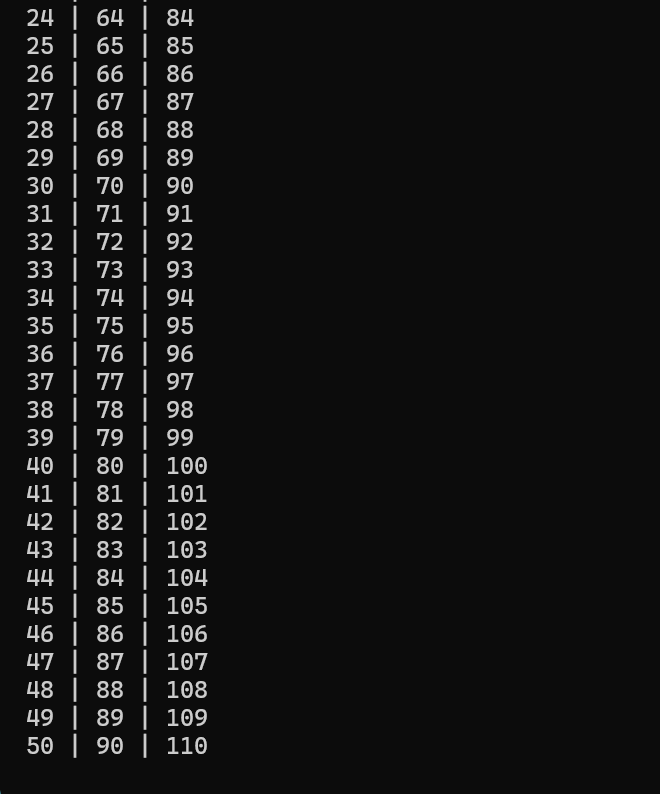 24 | 64 | 84
25 | 65 | 85
26 | 66 | 86
27 | 67 | 87
28 | 68 | 88
29 | 69 | 89
30 | 70 | 90
31 | 71 | 91
32 | 72 | 92
33 | 73 | 93
34 | 74 | 94
35 | 75 | 95
36 | 76 | 96
37 | 77 | 97
38 | 78 | 98
39 | 79 | 99
40 | 80 | 100
41 | 81 | 101
42 | 82 | 102
43 | 83 | 103
44 | 84 | 104
45 | 85 | 105
46 | 86 | 106
47 | 87 | 107
48 | 88 | 108
49 | 89 | 109
50 | 90 | 110